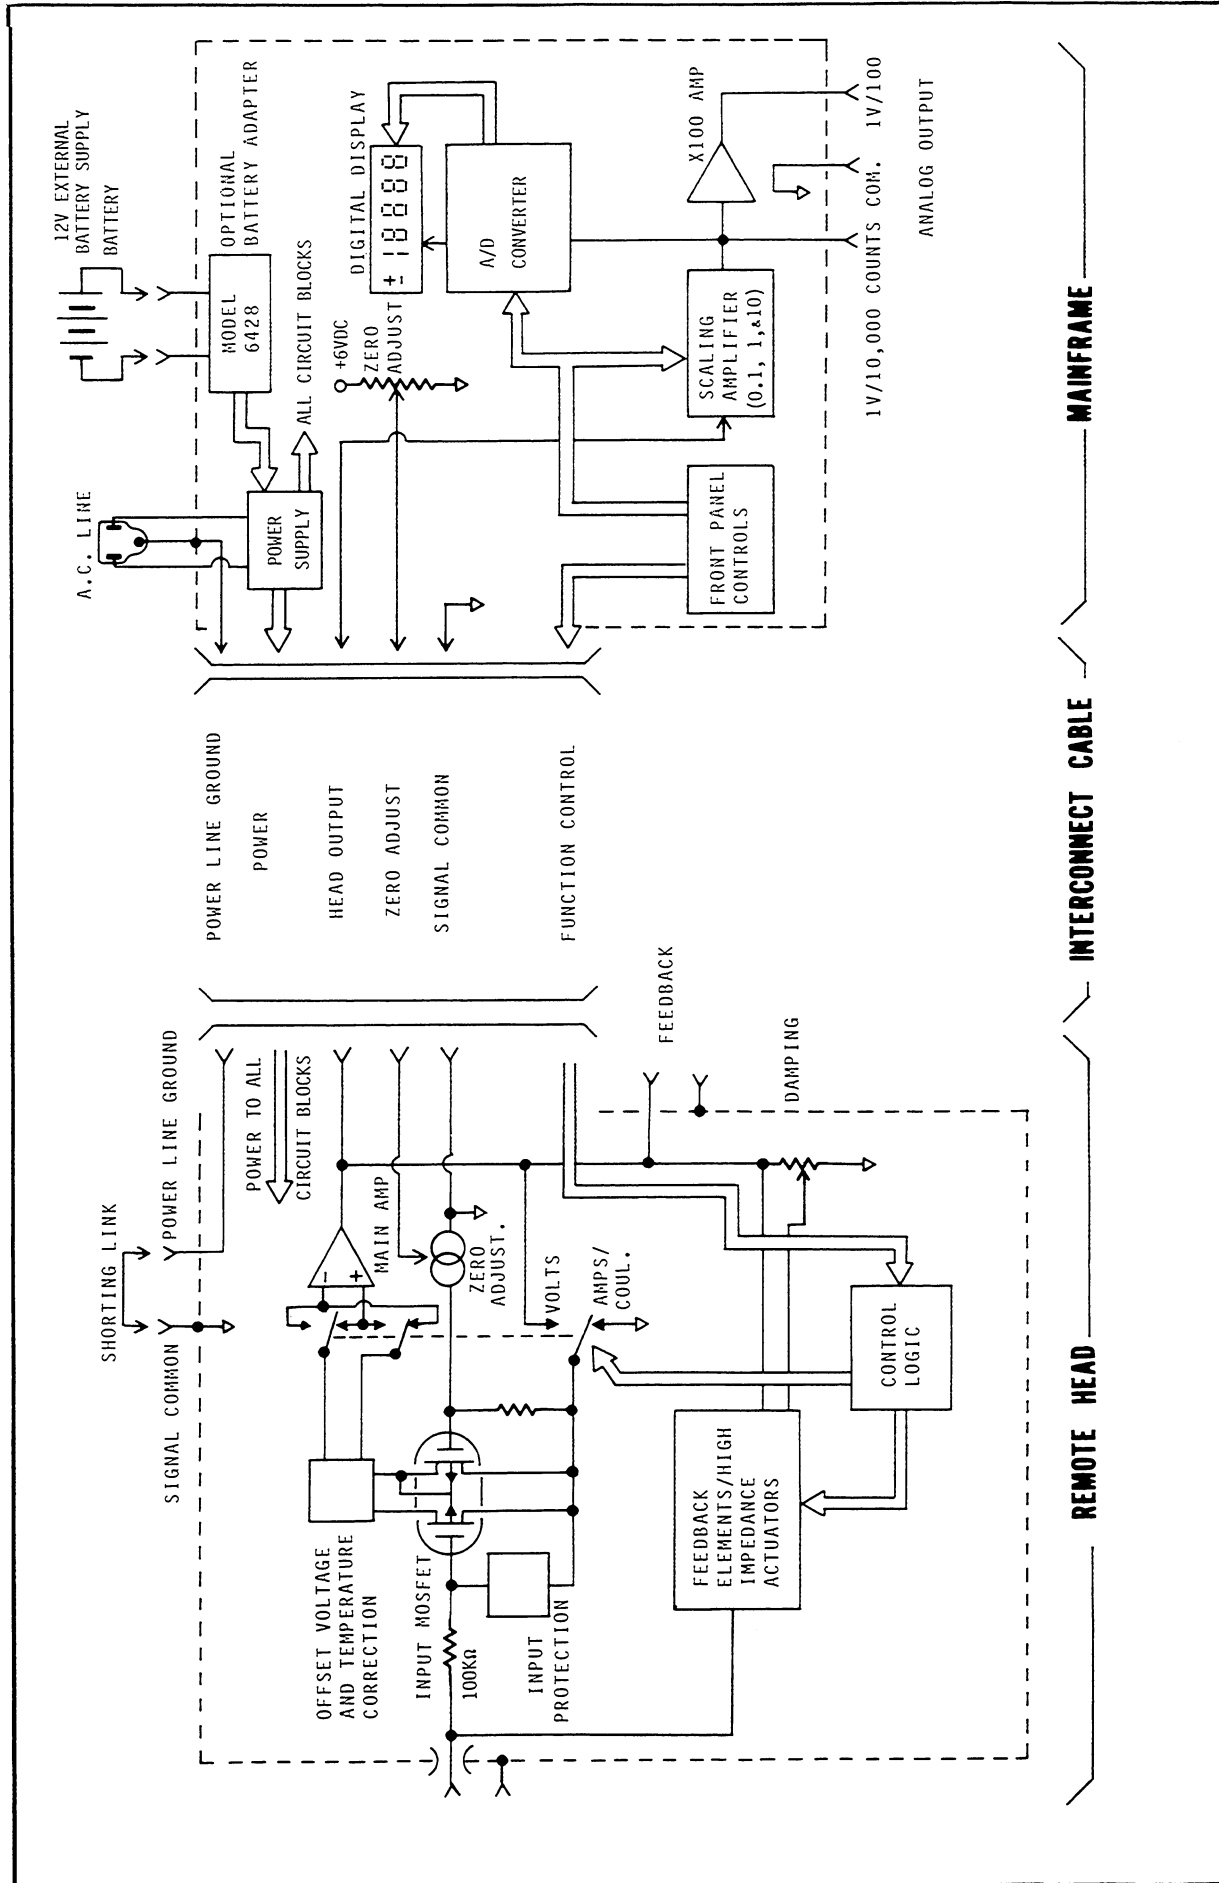 SHORTING LINK
SIGNAL COMMON
POWER LINE GROUND
POWER TO ALL
CIRCUIT BLOCKS
OFFSET VOLTAGE
AND TEMPERATURE
CORRECTION
-
+
MAIN AMP
INPUT MOSFET
100KΩ
ZERO
ADJUST.
INPUT
PROTECTION
VOLTS
AMPS/
COUL.
FEEDBACK
DAMPING
FEEDBACK
ELEMENTS/HIGH
IMPEDANCE
ACTUATORS
CONTROL
LOGIC
REMOTE HEAD
POWER LINE GROUND
POWER
HEAD OUTPUT
ZERO ADJUST
SIGNAL COMMON
FUNCTION CONTROL
INTERCONNECT CABLE
A.C. LINE
12V EXTERNAL
BATTERY SUPPLY
BATTERY
MODEL
6428
OPTIONAL
BATTERY ADAPTER
POWER
SUPPLY
ALL CIRCUIT BLOCKS
+6VDC
ZERO
ADJUST
DIGITAL DISPLAY
± 18888
A/D
CONVERTER
X100 AMP
FRONT PANEL
CONTROLS
SCALING
AMPLIFIER
(0.1, 1,&10)
1V/10,000 COUNTS COM. 1V/100
ANALOG OUTPUT
MAINFRAME